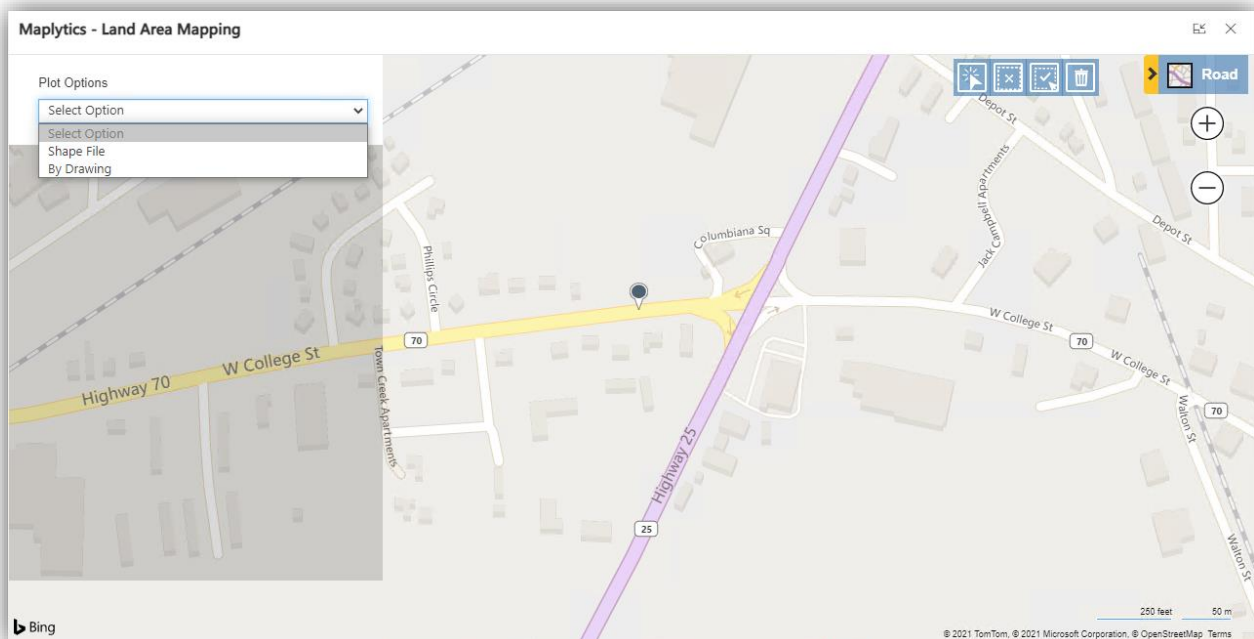 Maplytics - Land Area Mapping
Plot Options
Select Option
Select Option
Shape File
By Drawing
Road
Depot St
Depot St
Jack Campbell Apartments
Columbiana Sq
Phillips Circle
70
W College St
Highway 70
Town Creek Apartments
W College St
70
W College St
70
Walton St
Walton St
Highway 25
25
Bing
250 feet
50 m
© 2021 TomTom, © 2021 Microsoft Corporation, © OpenStreetMap Terms